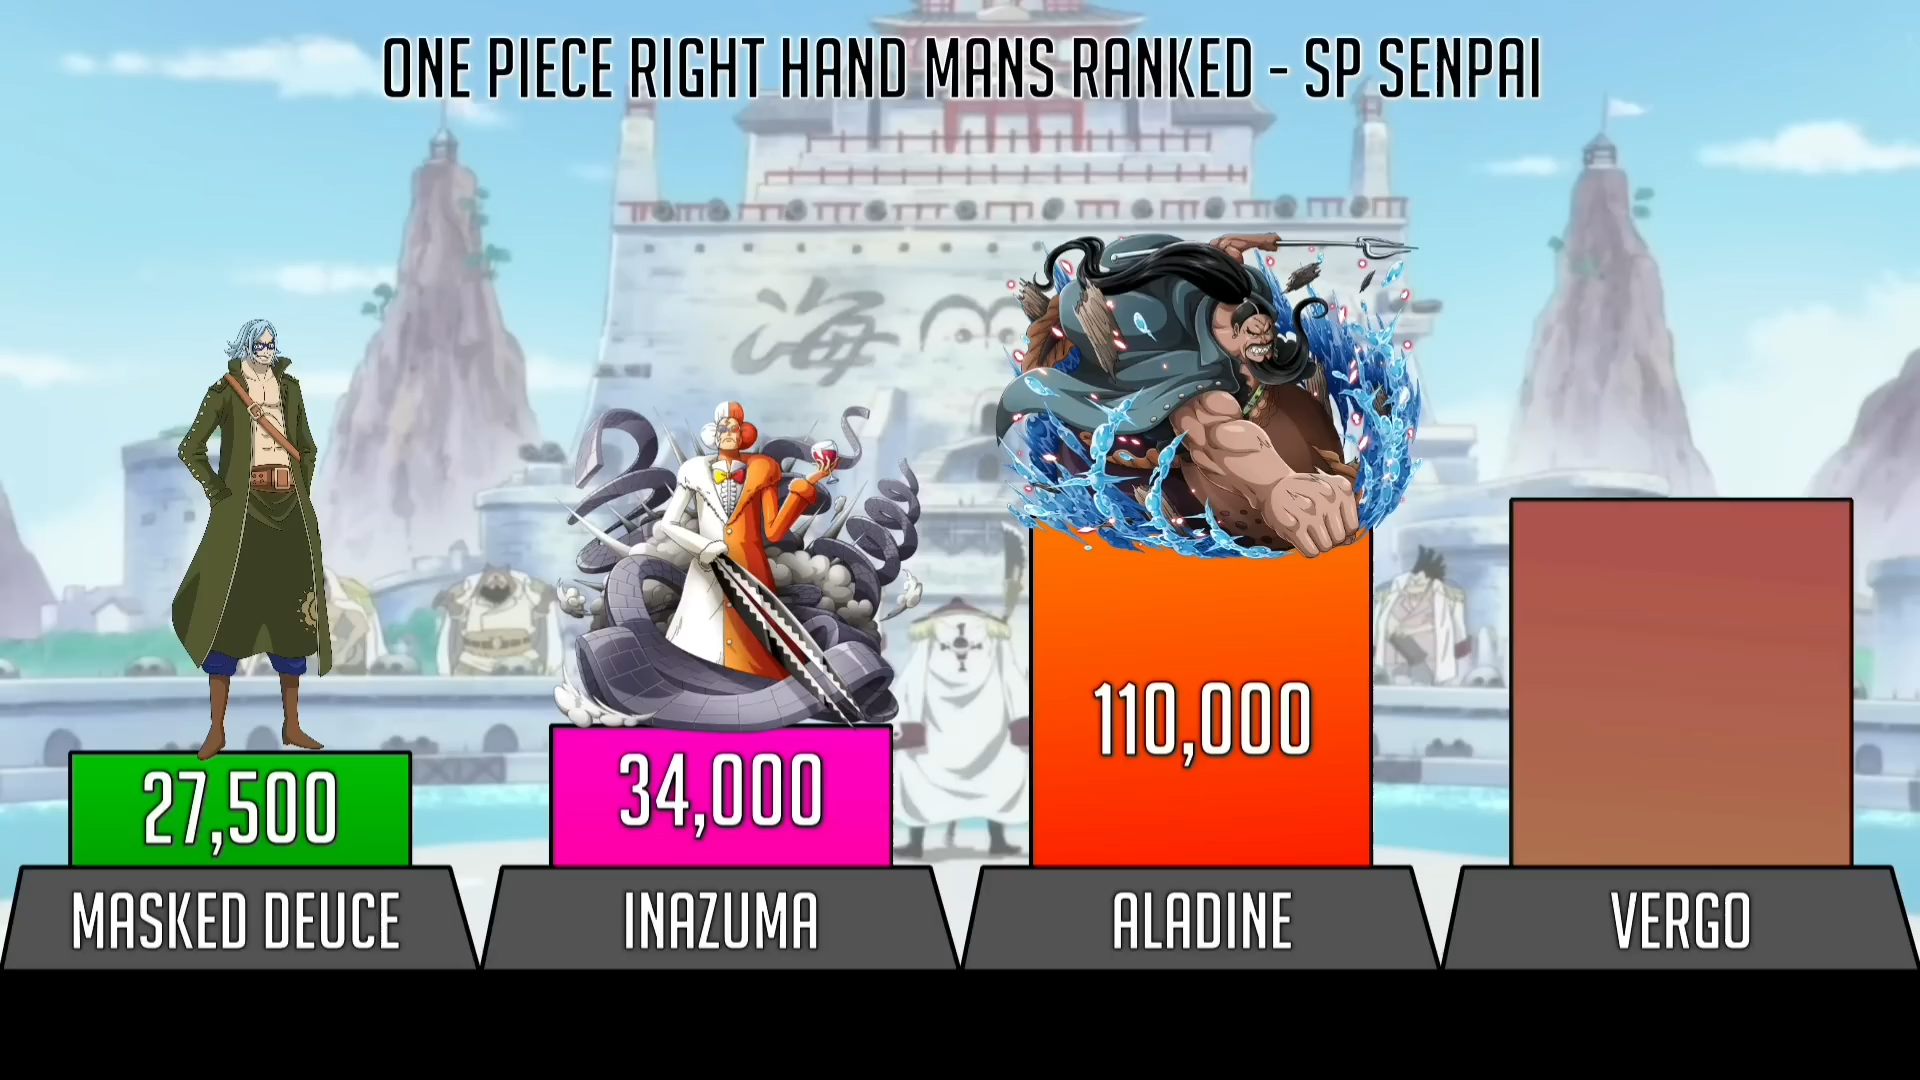 ONE PIECE RIGHT HAND MANS RANKED - SP SENPAI
海
27,500
34,000
110,000
MASKED DEUCE
INAZUMA
ALADINE
VERGO